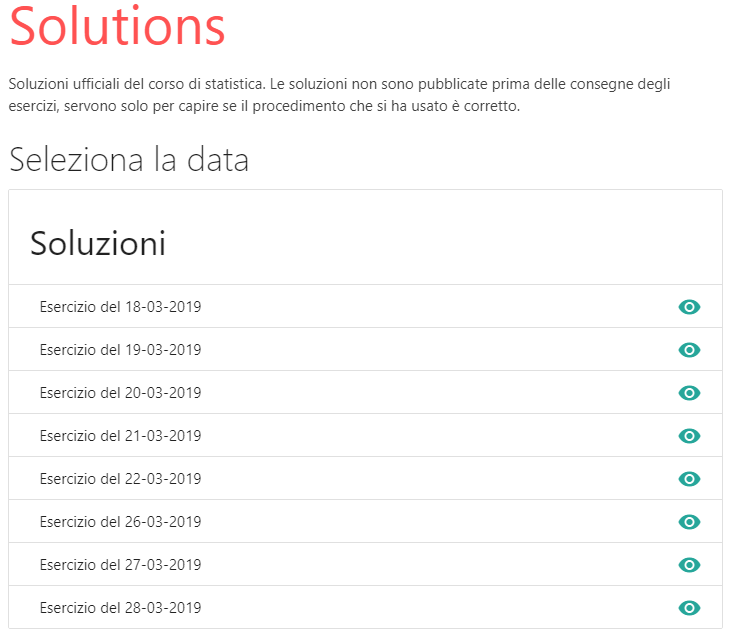 Solutions
Soluzioni ufficiali del corso di statistica. Le soluzioni non sono pubblicate prima delle consegne degli
esercizi, servono solo per capire se il procedimento che si ha usato è corretto.
Seleziona la data
Soluzioni
Esercizio del 18-03-2019
Esercizio del 19-03-2019
Esercizio del 20-03-2019
Esercizio del 21-03-2019
Esercizio del 22-03-2019
Esercizio del 26-03-2019
Esercizio del 27-03-2019
Esercizio del 28-03-2019